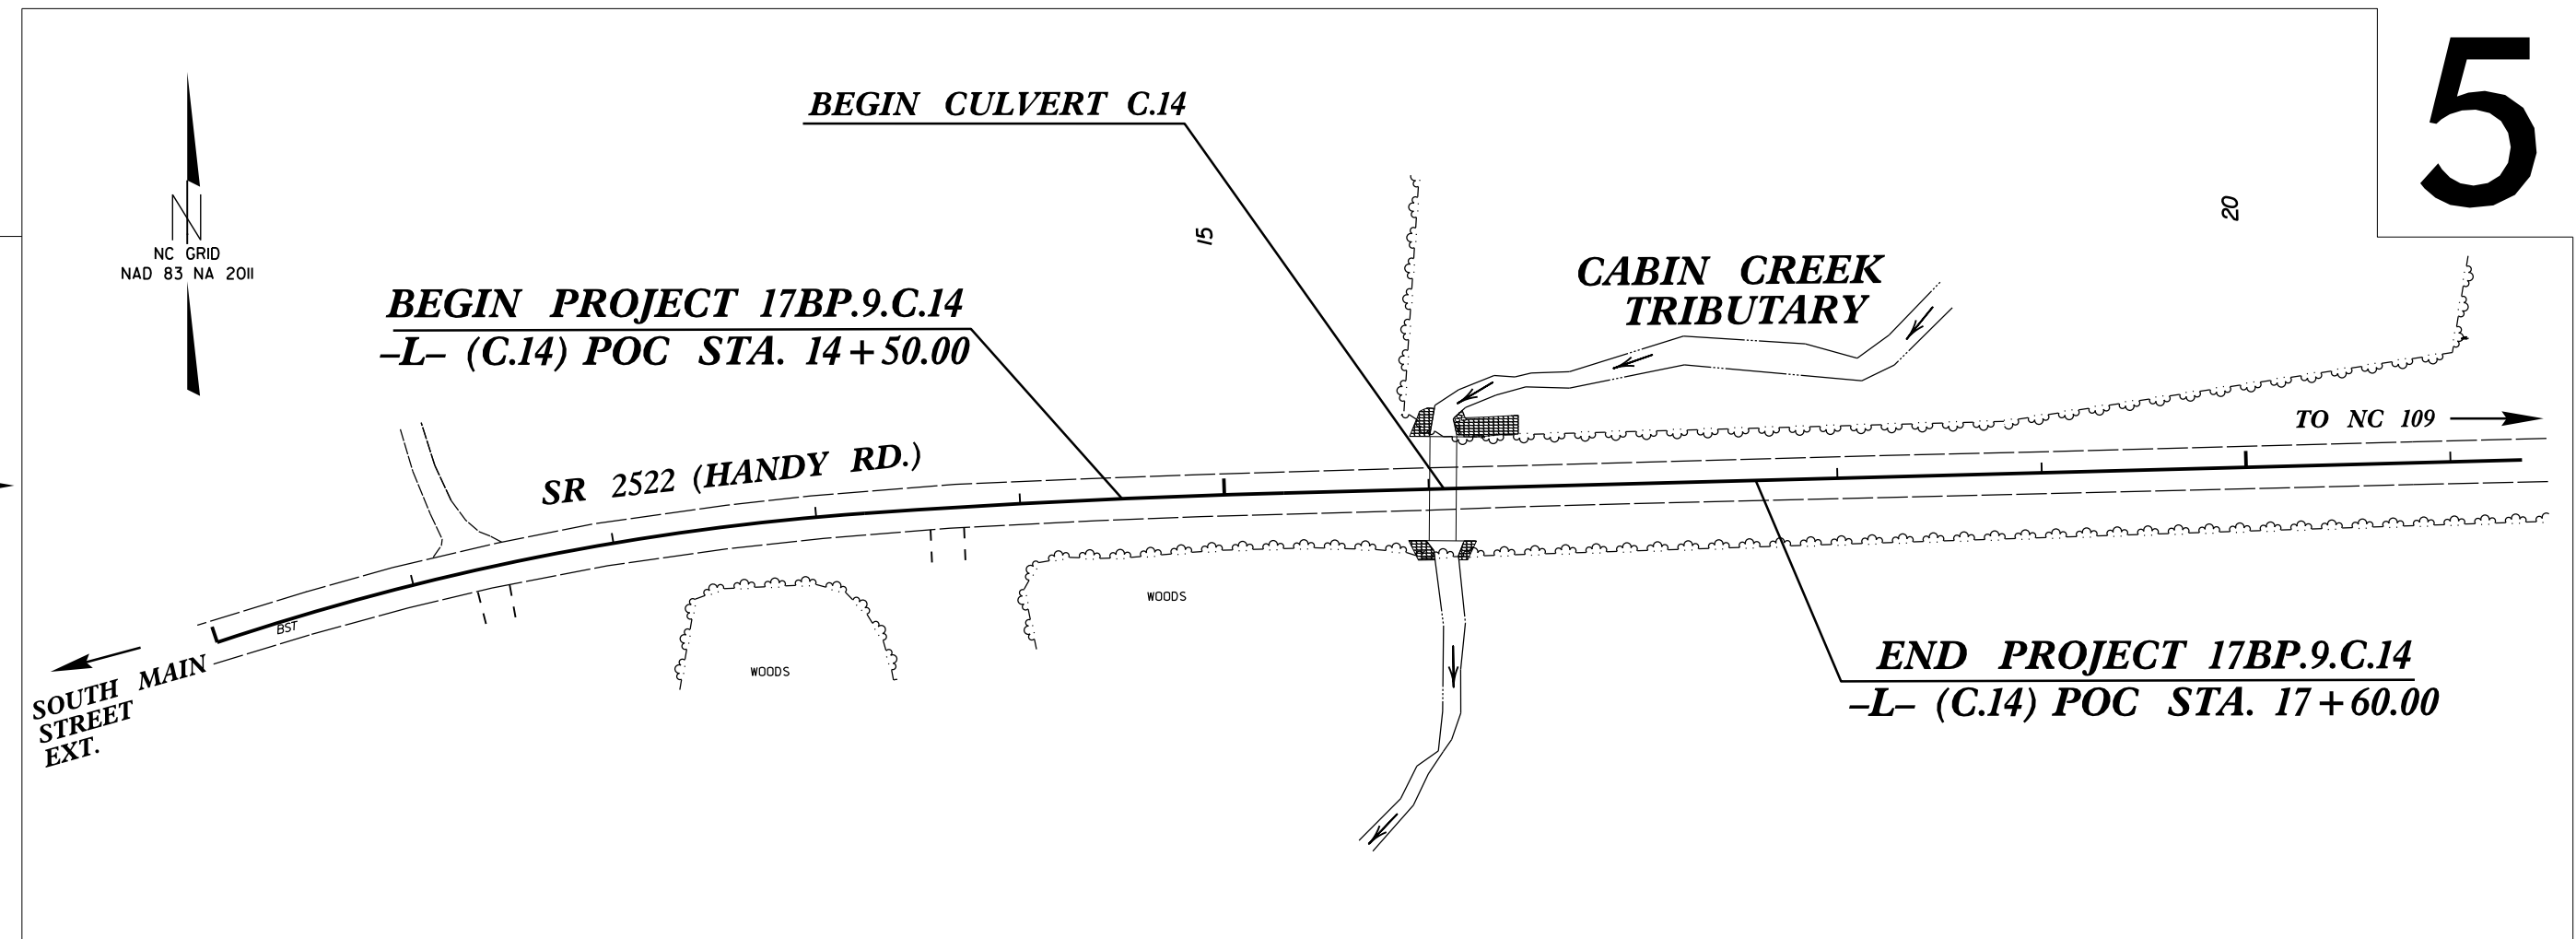 5
BEGIN CULVERT C.14
15
20
N
NC GRID
NAD 83 NA 2011
CABIN CREEK
TRIBUTARY
BEGIN PROJECT 17BP.9.C.14
–L– (C.14) POC STA. 14+50.00
TO NC 109
SR 2522 (HANDY RD.)
WOODS
BST
WOODS
SOUTH MAIN
STREET
EXT.
END PROJECT 17BP.9.C.14
–L– (C.14) POC STA. 17+60.00